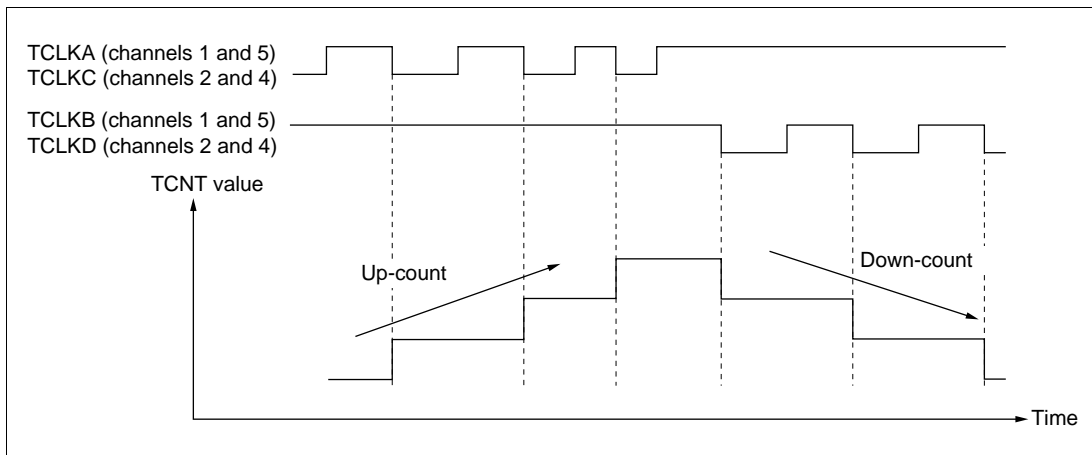 TCLKA (channels 1 and 5)
TCLKC (channels 2 and 4)
TCLKB (channels 1 and 5)
TCLKD (channels 2 and 4)
TCNT value
Up-count
Down-count
Time